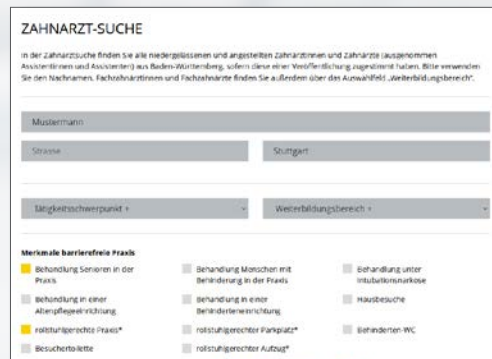 ZAHNARZT-SUCHE
In der Zahnarztsuche finden Sie alle niedergelassenen und angestellten Zahnärztinnen und Zahnärzte (ausgenommen
Assistentinnen und Assistenten) aus Baden-Württemberg, sofern diese einer Veröffentlichung zugestimmt haben. Bitte verwenden
Sie den Nachnamen. Fachzahnärztinnen und Fachzahnärzte finden Sie außerdem über das Auswahlfeld „Weiterbildungsbereich“.
Mustermann
Strasse Stuttgart
Tätigkeitsschwerpunkt + Weiterbildungsbereich +
Merkmale barrierefreie Praxis
Behandlung Senioren in der Praxis
Behandlung Menschen mit Behinderung in der Praxis
Behandlung unter Intubationsnarkose
Behandlung in einer Altenpflegeeinrichtung
Behandlung in einer Behinderteneinrichtung
Hausbesuche
rollstuhlgerechte Praxis*
rollstuhlgerechter Parkplatz*
Behinderten-WC
Besuchertoilette
rollstuhlgerechter Aufzug*